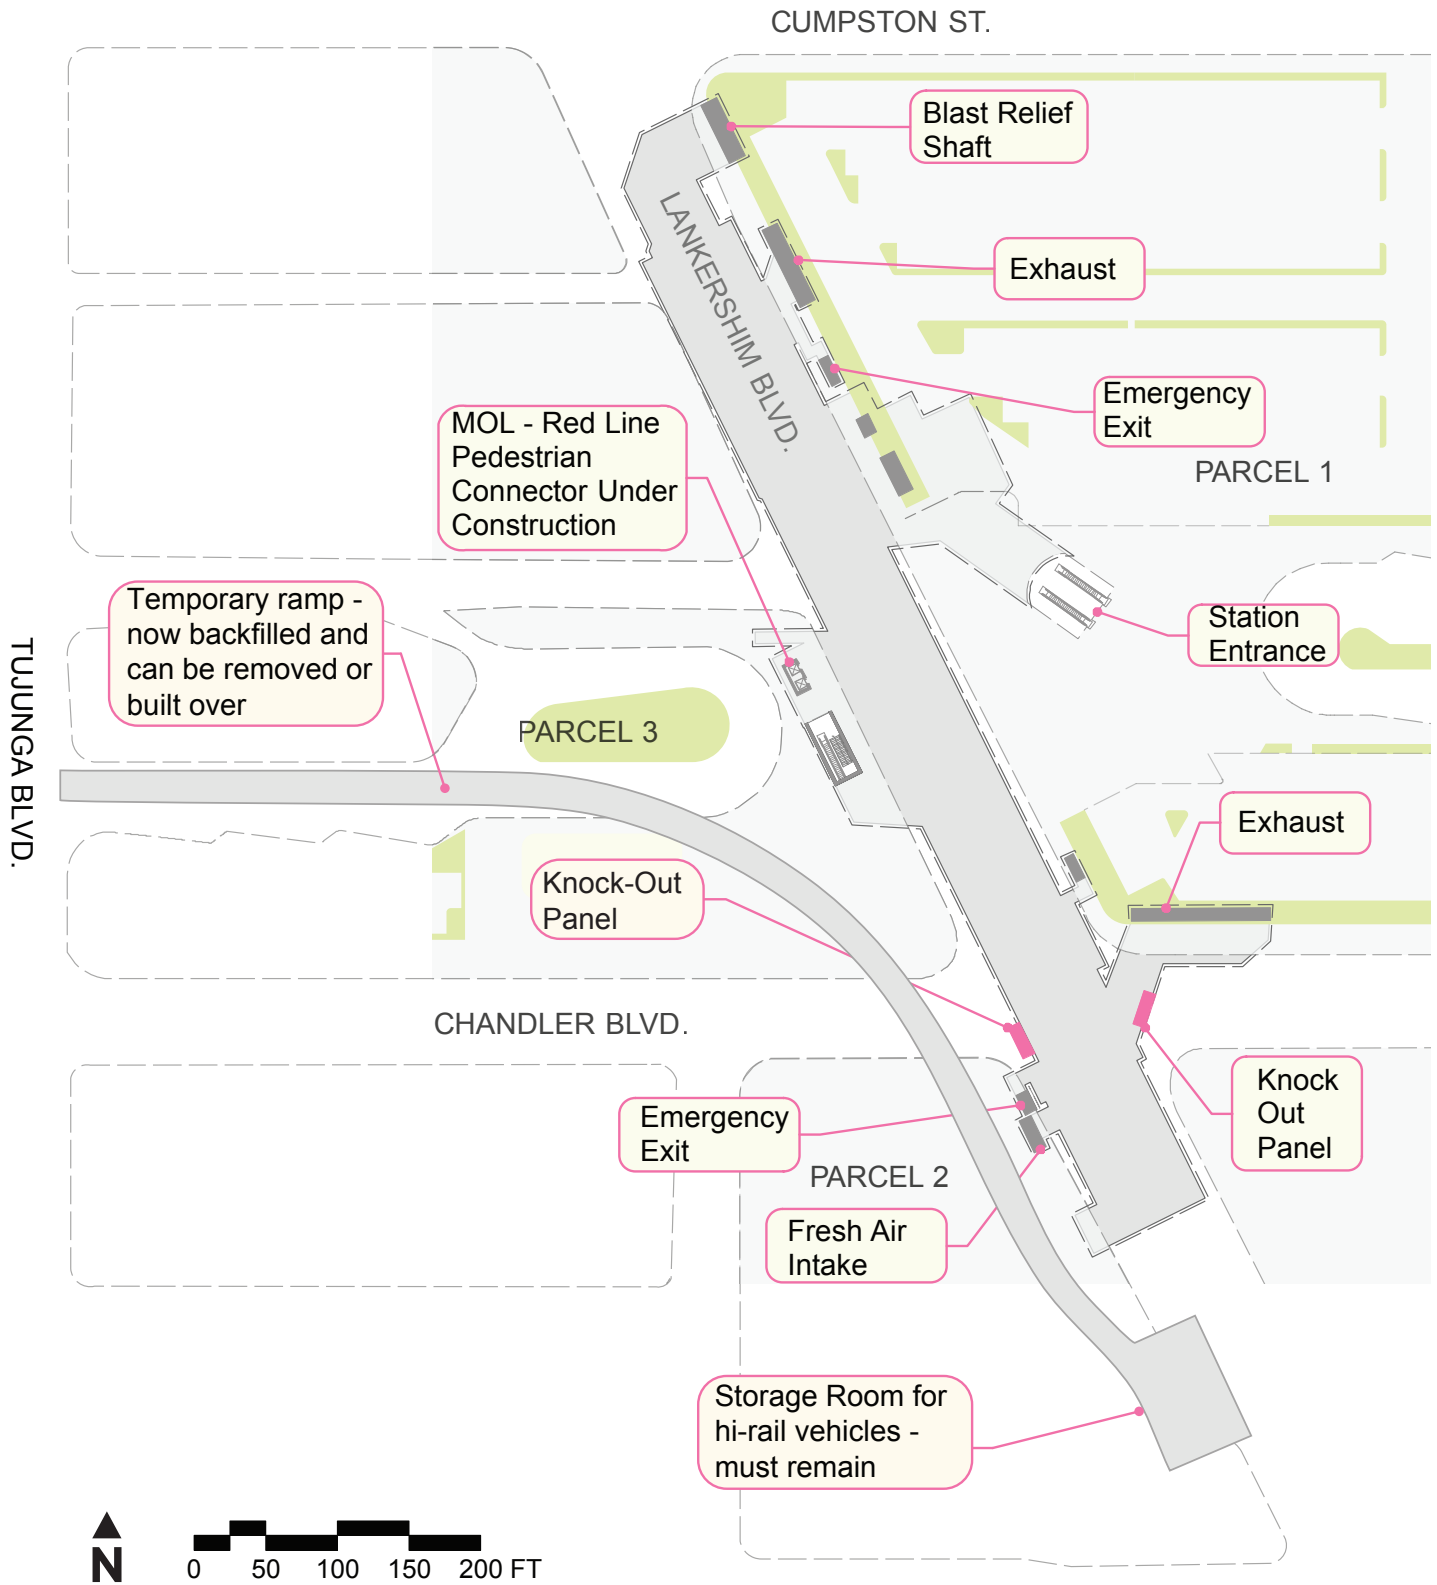 CUMPSTON ST.
Blast Relief
Shaft
LANKERSHIM BLVD.
Exhaust
Emergency
Exit
MOL - Red Line
Pedestrian
Connector Under
Construction
PARCEL 1
Temporary ramp -
now backfilled and
can be removed or
built over
Station
Entrance
TUJUNGA BLVD.
PARCEL 3
Exhaust
Knock-Out
Panel
CHANDLER BLVD.
Knock
Out
Panel
Emergency
Exit
PARCEL 2
Fresh Air
Intake
Storage Room for
hi-rail vehicles -
must remain
N
0 50 100 150 200 FT